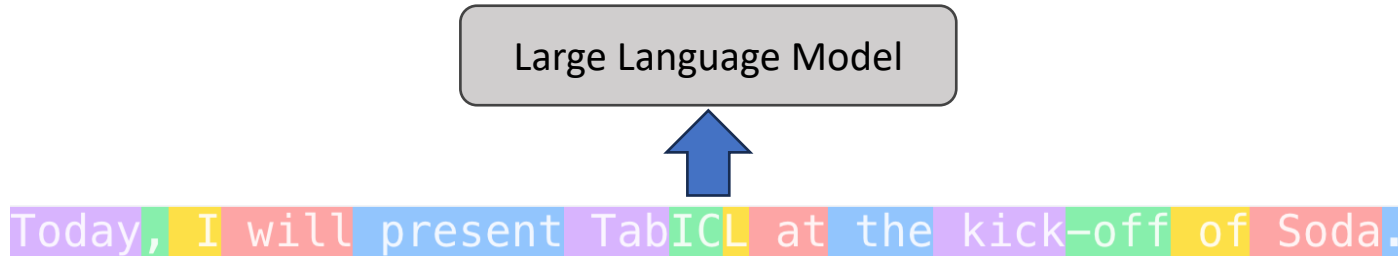 Large Language Model
Today, I will present TabICL at the kick-off of Soda.